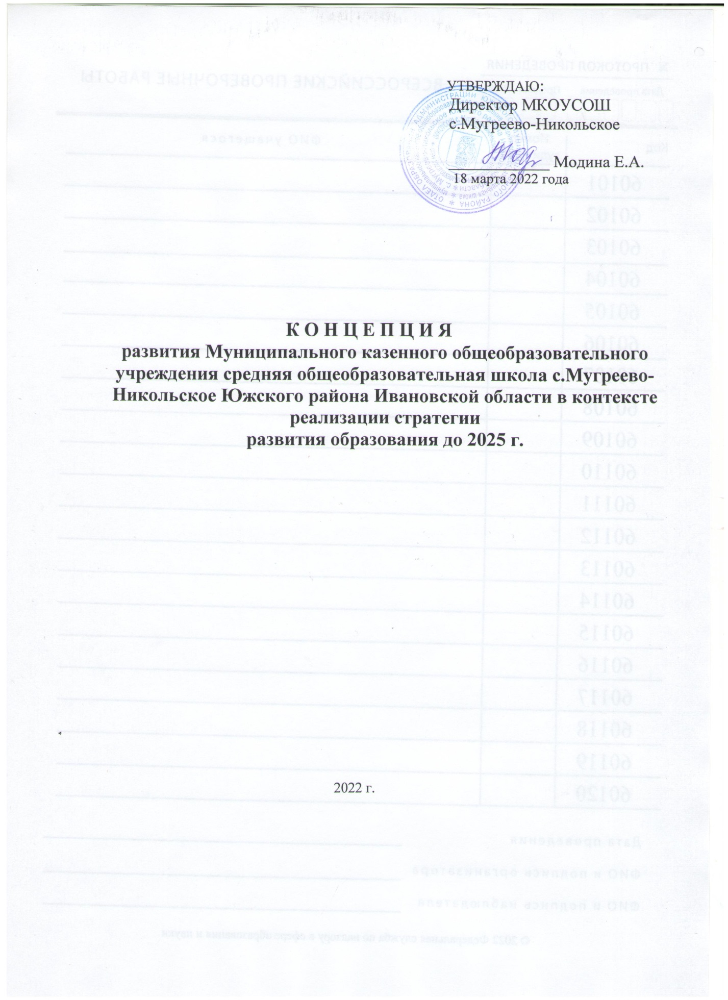 УТВЕРЖДАЮ:
Директор МКОУСОШ
с.Мугреево-Никольское
Модина Е.А.
18 марта 2022 года
К О Н Ц Е П Ц И Я
развития Муниципального казенного общеобразовательного
учреждения средняя общеобразовательная школа с.Мугреево-
Никольское Южского района Ивановской области в контексте
реализации стратегии
развития образования до 2025 г.
2022 г.